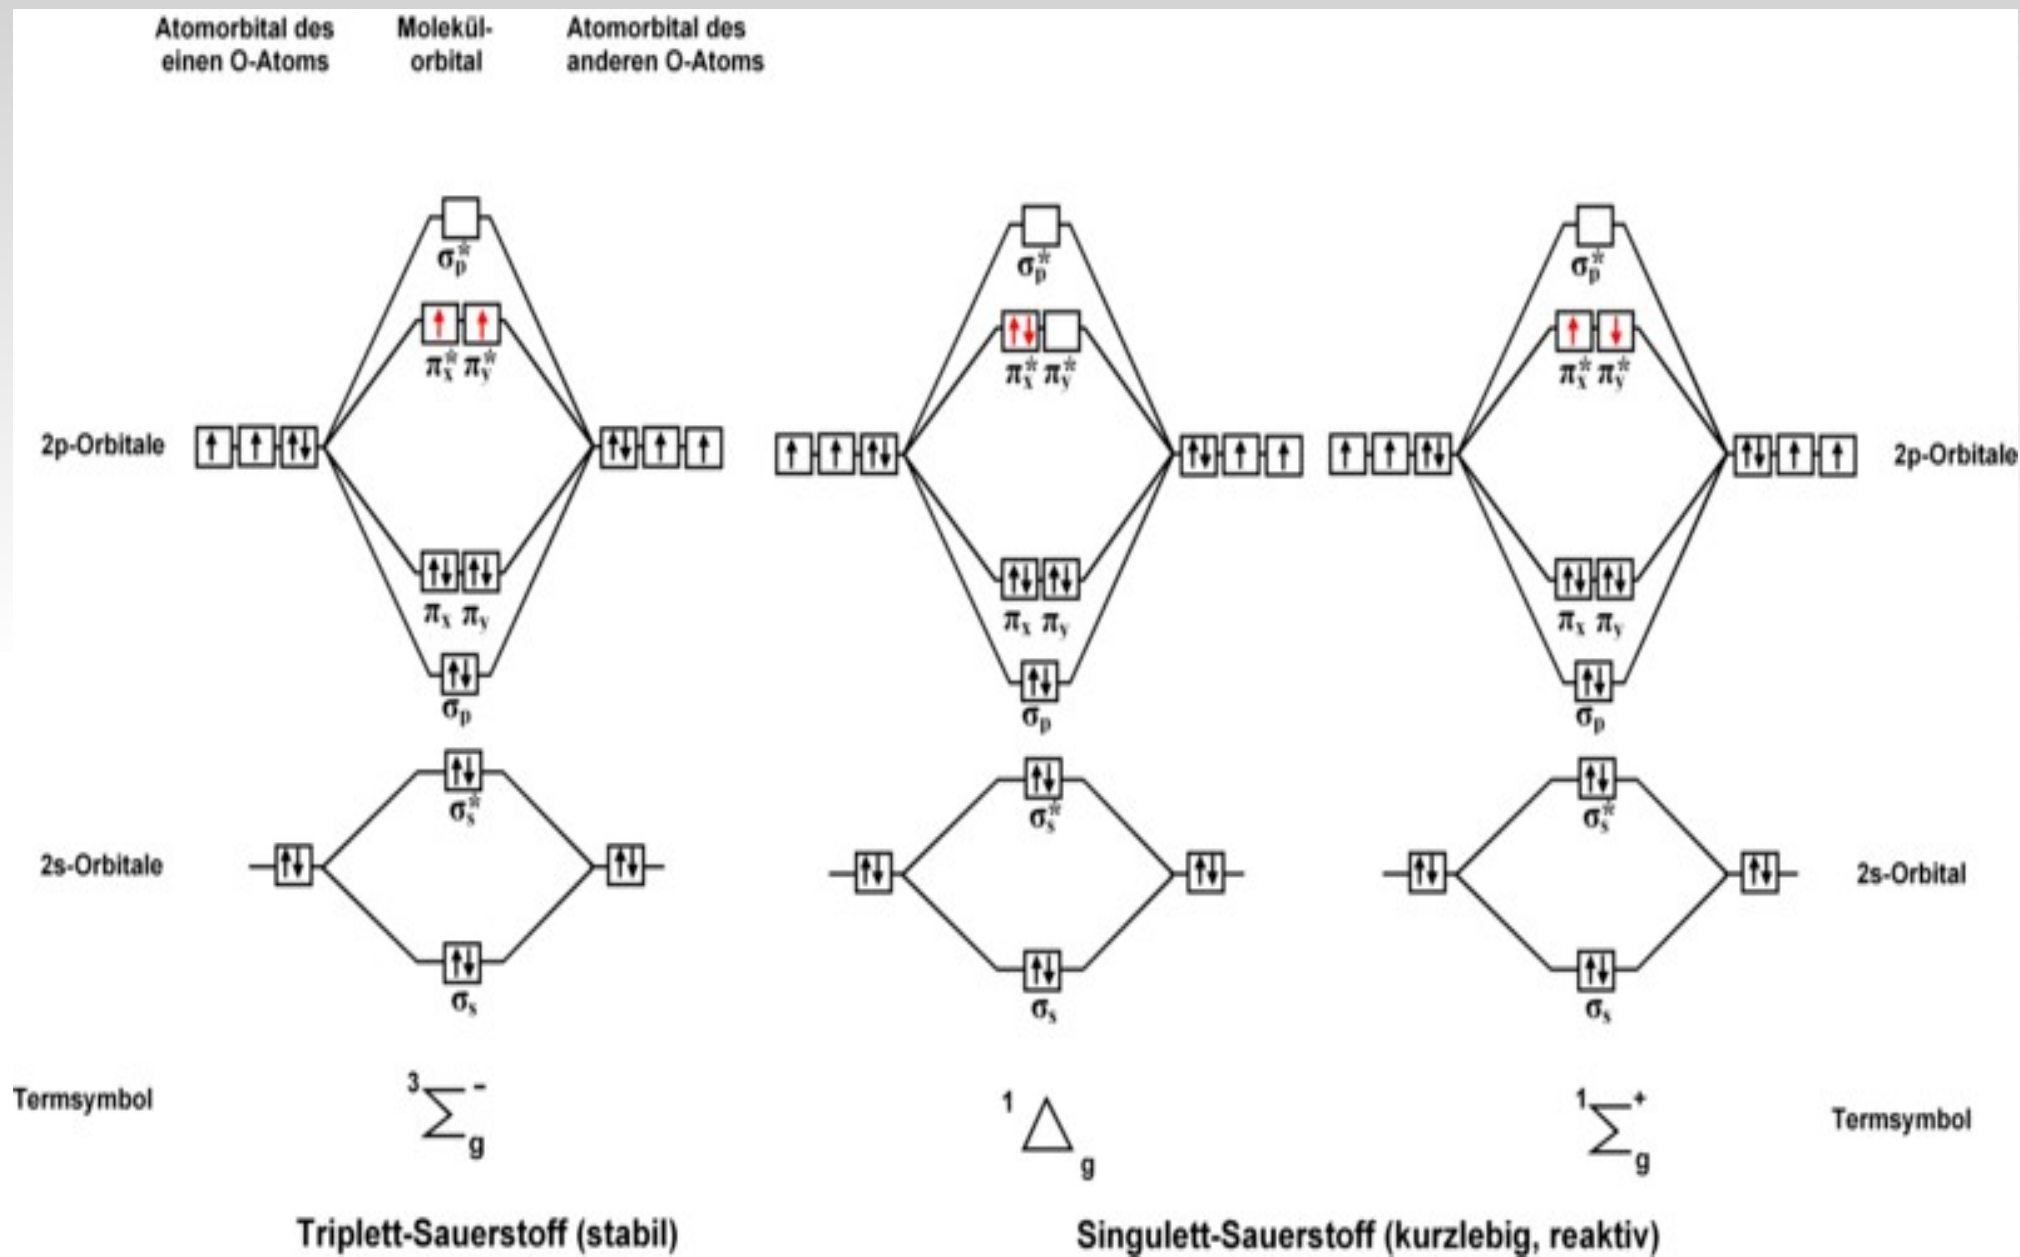 Atomorbital des
einen O-Atoms
Molekül-
orbital
Atomorbital des
anderen O-Atoms
σp* σp* σp*
πx* πy* πx* πy* πx* πy*
2p-Orbitale 2p-Orbitale
πx πy πx πy πx πy
σp σp σp
σs* σs* σs*
2s-Orbitale 2s-Orbital
σs σs σs
Termsymbol 3Σg- 1Δg 1Σg+ Termsymbol
Triplett-Sauerstoff (stabil) Singulett-Sauerstoff (kurzlebig, reaktiv)